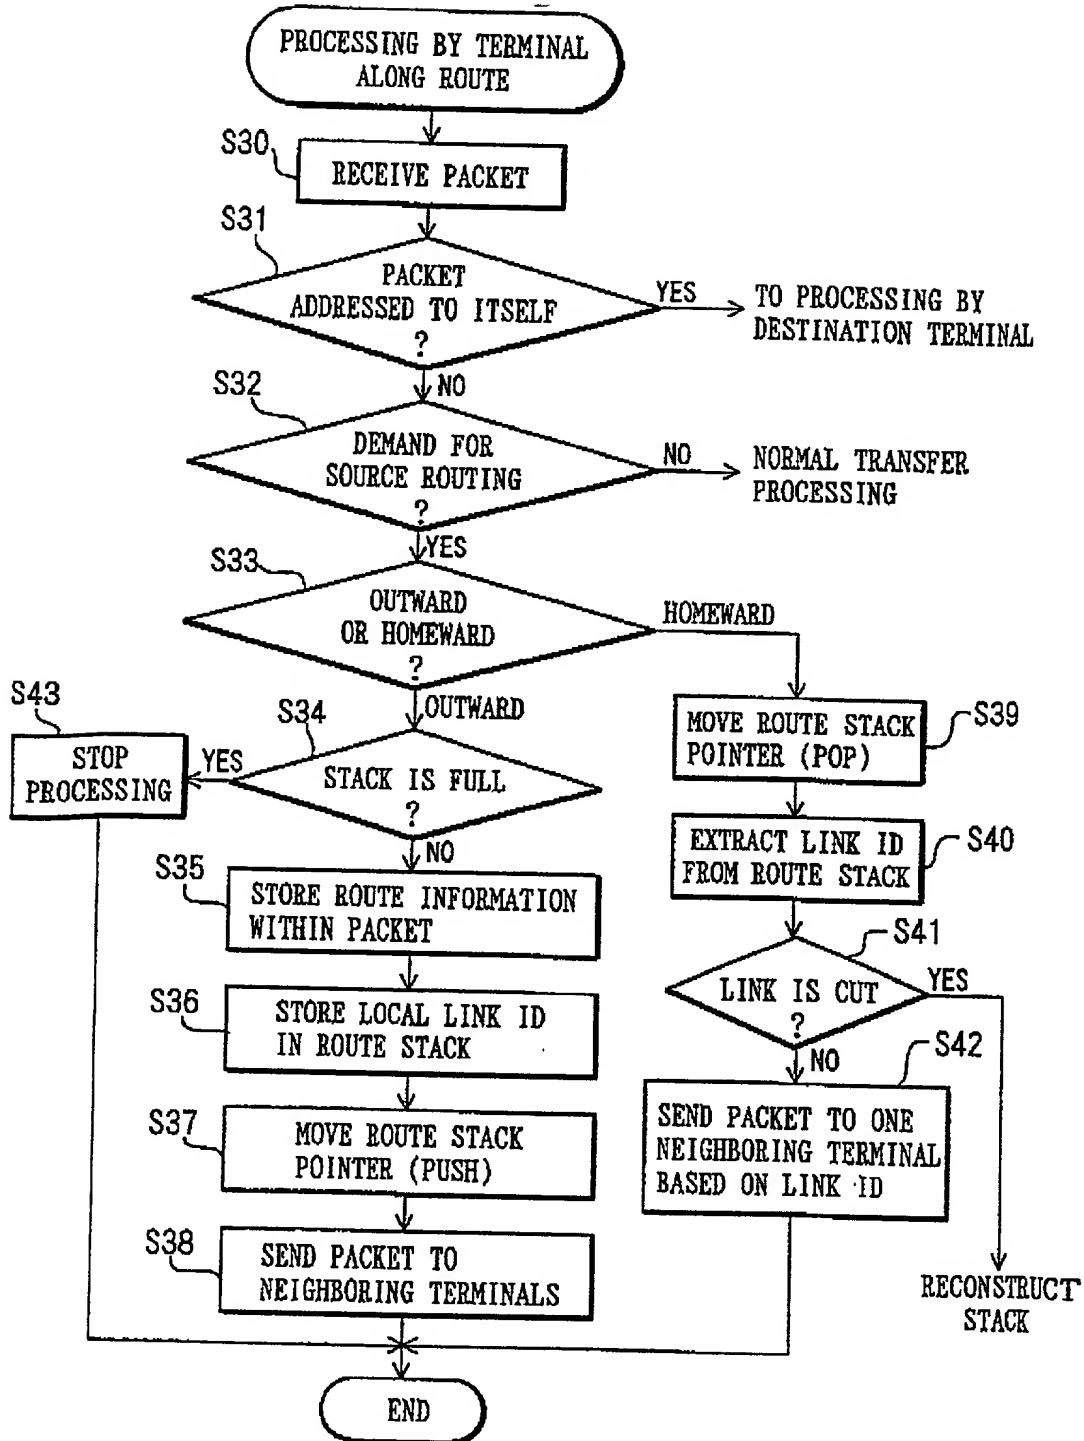 PROCESSING BY TERMINAL
ALONG ROUTE
S30
RECEIVE PACKET
S31
PACKET
ADDRESSED TO ITSELF
?
YES
TO PROCESSING BY
DESTINATION TERMINAL
NO
S32
DEMAND FOR
SOURCE ROUTING
?
NO
NORMAL TRANSFER
PROCESSING
YES
S33
OUTWARD
OR HOMEWARD
?
HOMEWARD
OUTWARD
S43
STOP
PROCESSING
YES
S34
STACK IS FULL
?
NO
S39
MOVE ROUTE STACK
POINTER (POP)
S40
EXTRACT LINK ID
FROM ROUTE STACK
S35
STORE ROUTE INFORMATION
WITHIN PACKET
S41
LINK IS CUT
?
YES
NO
S36
STORE LOCAL LINK ID
IN ROUTE STACK
S42
SEND PACKET TO ONE
NEIGHBORING TERMINAL
BASED ON LINK ID
S37
MOVE ROUTE STACK
POINTER (PUSH)
S38
SEND PACKET TO
NEIGHBORING TERMINALS
RECONSTRUCT
STACK
END